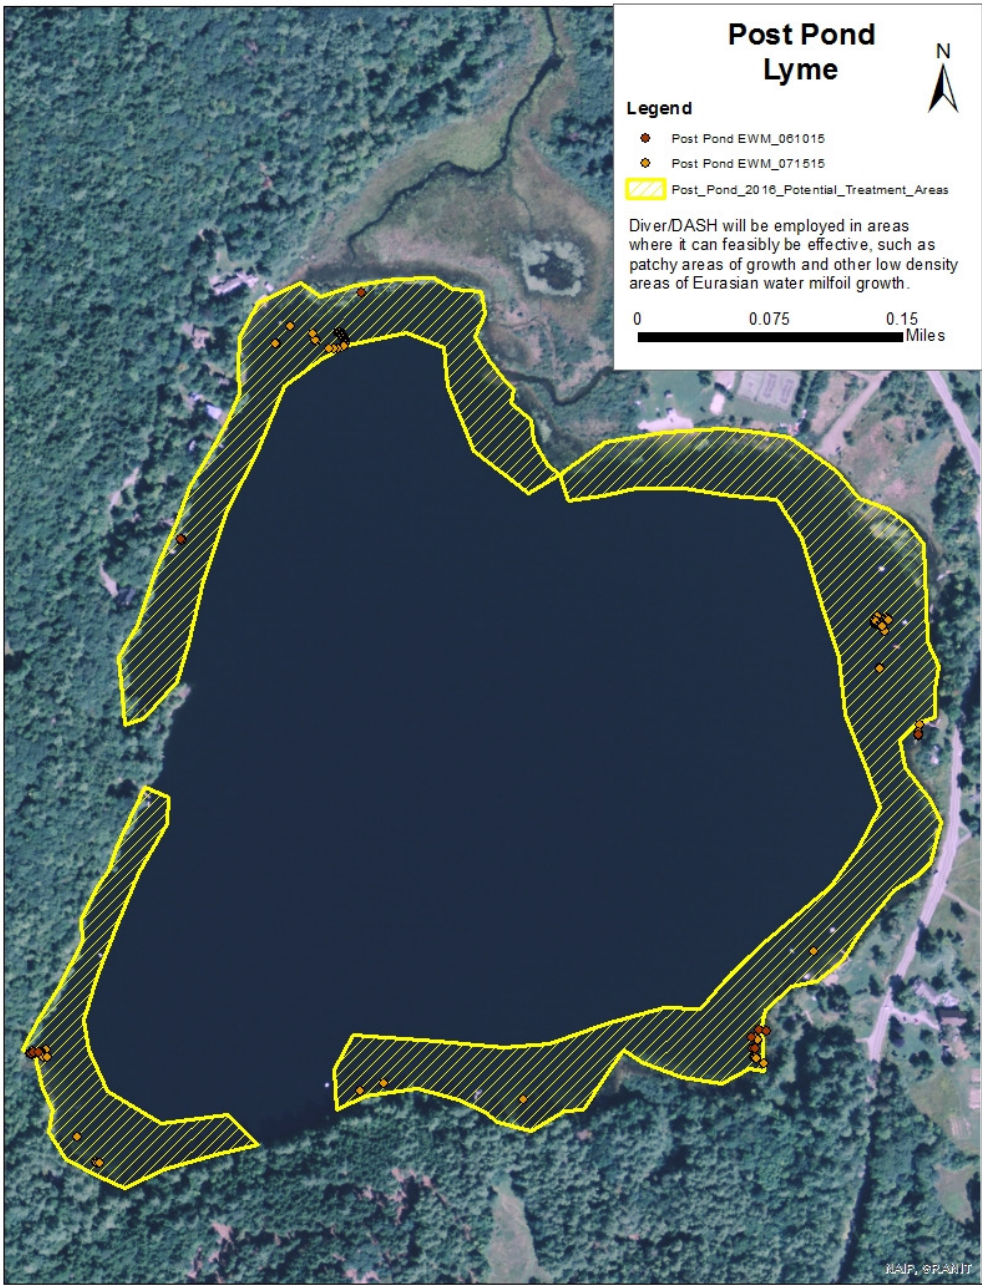 Post Pond
Lyme
N
Legend
Post Pond EWM_061015
Post Pond EWM_071515
Post_Pond_2016_Potential_Treatment_Areas
Diver/DASH will be employed in areas
where it can feasibly be effective, such as
patchy areas of growth and other low density
areas of Eurasian water milfoil growth.
0 0.075 0.15
Miles
NAIP, GRANIT